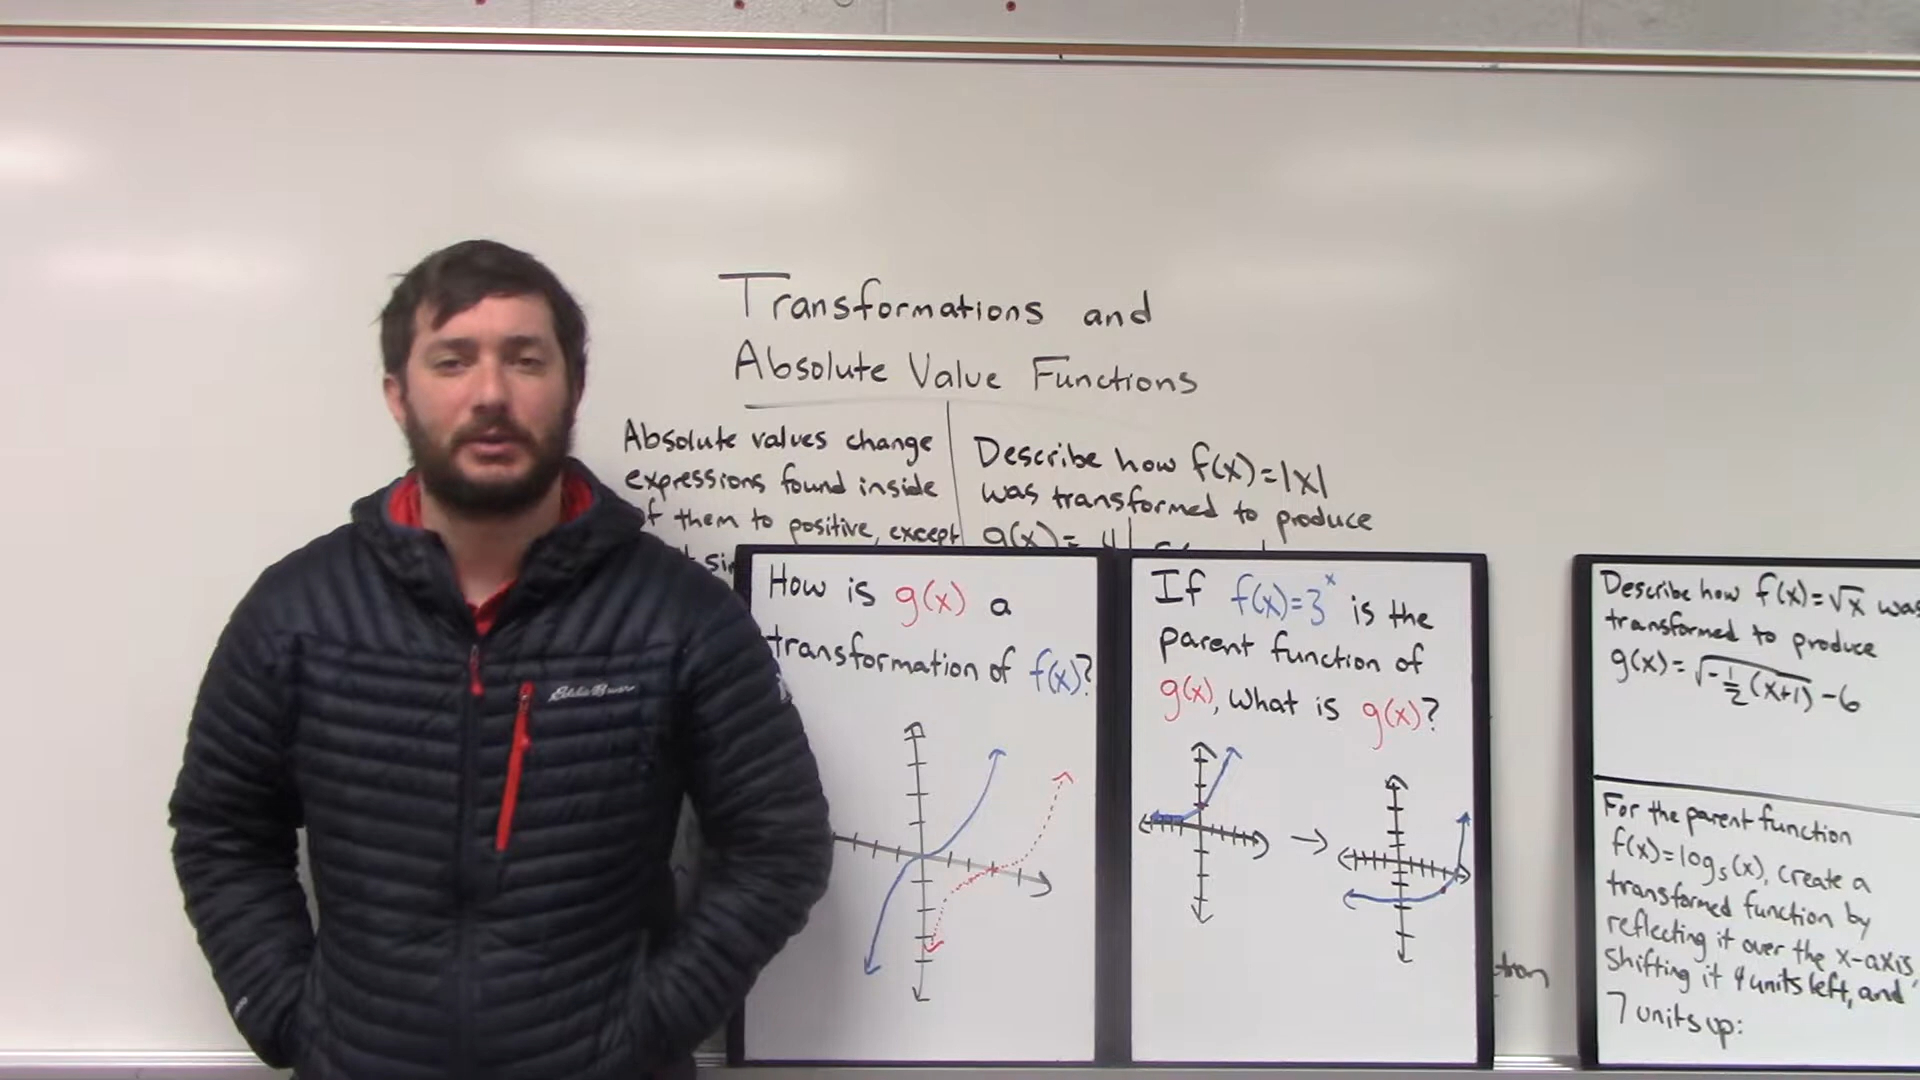 Transformations and
Absolute Value Functions
Absolute values change
expressions found inside
of them to positive, except
Describe how f(x)=|x|
was transformed to produce
g(x)=
How is g(x) a
transformation of f(x)?
If f(x)=3^x is the
parent function of
g(x), what is g(x)?
Describe how f(x)=√x was
transformed to produce
g(x)=√-1/2(x+1) -6
For the parent function
f(x)=log₅(x), create a
transformed function by
reflecting it over the x-axis,
shifting it 4 units left, and
7 units up:
Eddie Bauer